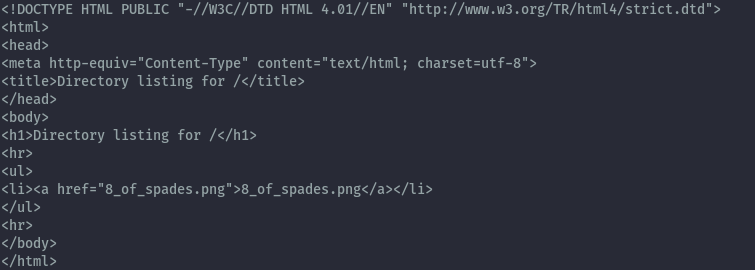 <!DOCTYPE HTML PUBLIC "-//W3C//DTD HTML 4.01//EN" "http://www.w3.org/TR/html4/strict.dtd">
<html>
<head>
<meta http-equiv="Content-Type" content="text/html; charset=utf-8">
<title>Directory listing for /</title>
</head>
<body>
<h1>Directory listing for /</h1>
<hr>
<ul>
<li><a href="8_of_spades.png">8_of_spades.png</a></li>
</ul>
<hr>
</body>
</html>